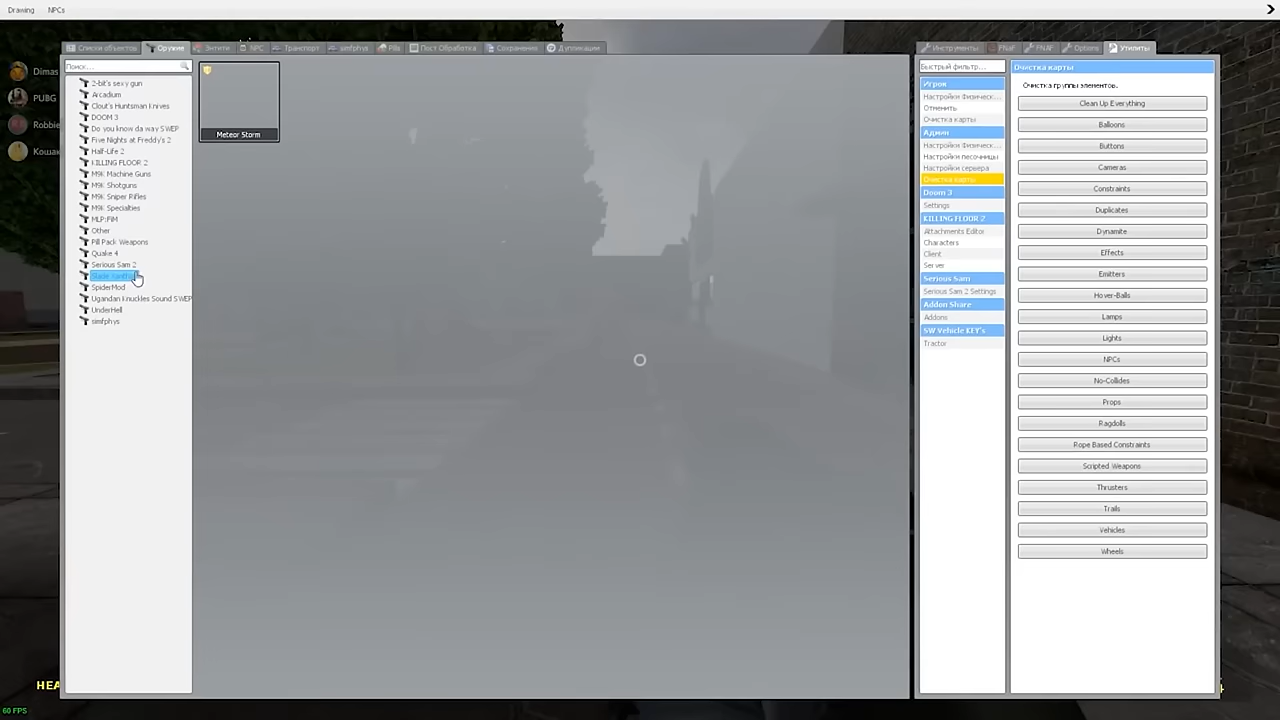 Drawing NPCs
Dimas
PUBG
Robbie
Кошак
HEA
60 FPS
Списки объектов Оружие Энтити NPC Транспорт simfphys Pills Пост Обработка Сохранения Дупликации
Поиск...
2-bit's sexy gun
Arcadium
Clout's Huntsman Knives
DOOM 3
Do you know da way SWEP
Five Nights at Freddy's 2
Half-Life 2
KILLING FLOOR 2
M9K Machine Guns
M9K Shotguns
M9K Sniper Rifles
M9K Specialties
MLP:FiM
Other
Pill Pack Weapons
Quake 4
Serious Sam 2
SpiderMod
Ugandan Knuckles Sound SWEP
UnderHell
simfphys
Meteor Storm
Инструменты FNaF FNAF Options Утилиты
Быстрый фильтр...
Игрок
Настройки Физическ...
Отменить
Очистка карты
Админ
Настройки Физическ...
Настройки песочницы
Настройки сервера
Очистка карты
Doom 3
Settings
KILLING FLOOR 2
Attachments Editor
Characters
Client
Server
Serious Sam
Serious Sam 2 Settings
Addon Share
Addons
SW Vehicle KEY's
Tractor
Очистка карты
Очистка группы элементов.
Clean Up Everything
Balloons
Buttons
Cameras
Constraints
Duplicates
Dynamite
Effects
Emitters
Hover-Balls
Lamps
Lights
NPCs
No-Collides
Props
Ragdolls
Rope Based Constraints
Scripted Weapons
Thrusters
Trails
Vehicles
Wheels